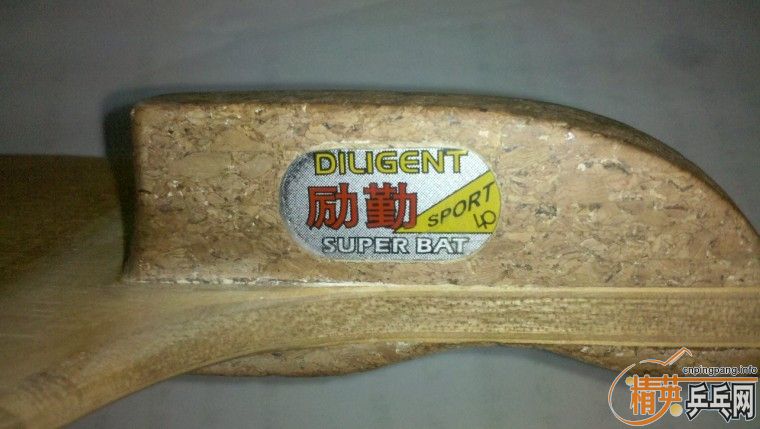 DILIGENT
励勤
SPORT
SUPER BAT
cnpingpang.info
精英乒乓网